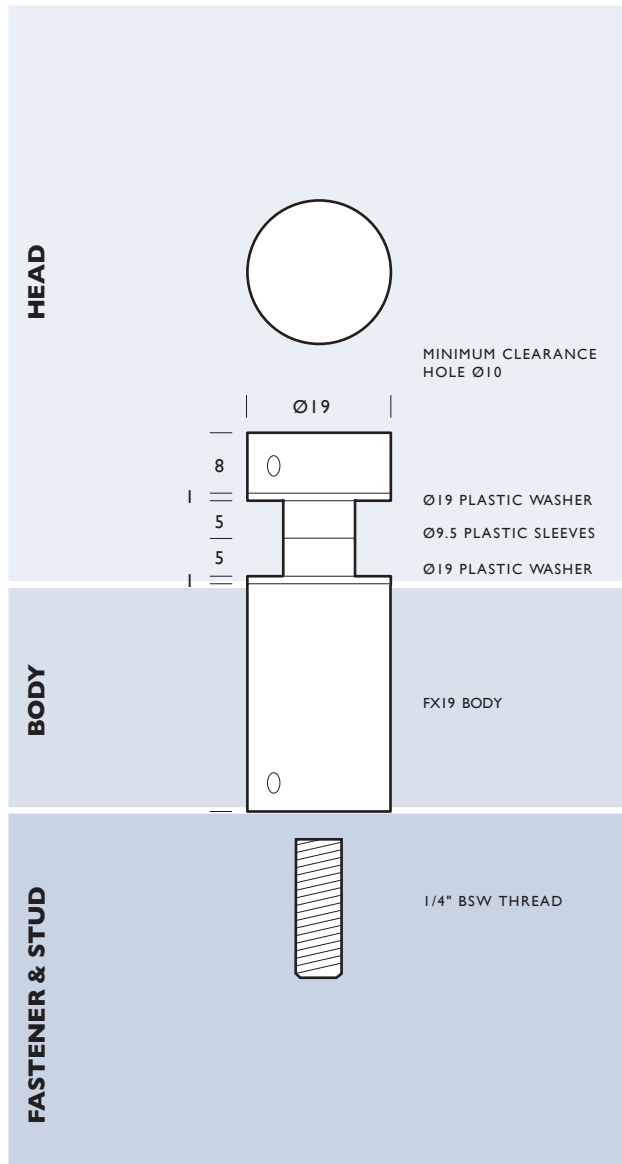 HEAD
MINIMUM CLEARANCE
HOLE Ø10
Ø19
8
1
Ø19 PLASTIC WASHER
5
Ø9.5 PLASTIC SLEEVES
5
Ø19 PLASTIC WASHER
1
BODY
FX19 BODY
FASTENER & STUD
1/4" BSW THREAD